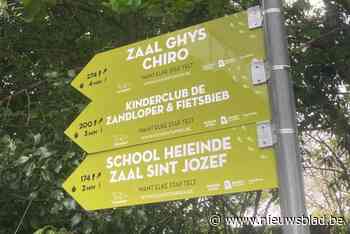 ZAAL GHYS
CHIRO
274
4 MIN
WANT ELKE STAP TELT
KINDERCLUB DE
ZANDLOPER & FIETSBIEB
200
3 MIN
WANT ELKE STAP TELT
SCHOOL HEIEINDE
ZAAL SINT JOZEF
174
2 MIN
WANT ELKE STAP TELT
© www.nieuwsblad.be